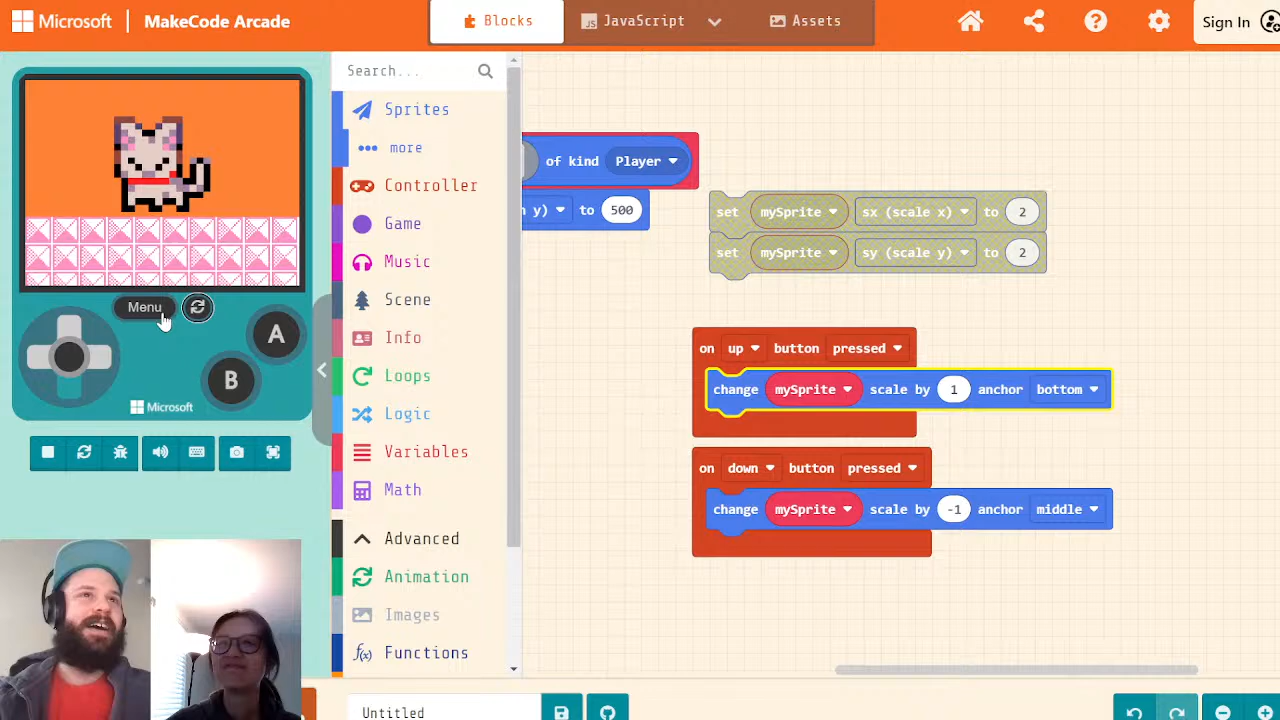 Microsoft
MakeCode Arcade
Blocks
JS
JavaScript
Assets
Sign In
Search...
Sprites
more
Controller
Game
Music
Scene
Info
Loops
Logic
Variables
Math
Advanced
Animation
Images
Functions
f(x)
Menu
A
B
Microsoft
of kind Player
n y) to 500
set mySprite sx (scale x) to 2
set mySprite sy (scale y) to 2
on up button pressed
change mySprite scale by 1 anchor bottom
on down button pressed
change mySprite scale by -1 anchor middle
Untitled